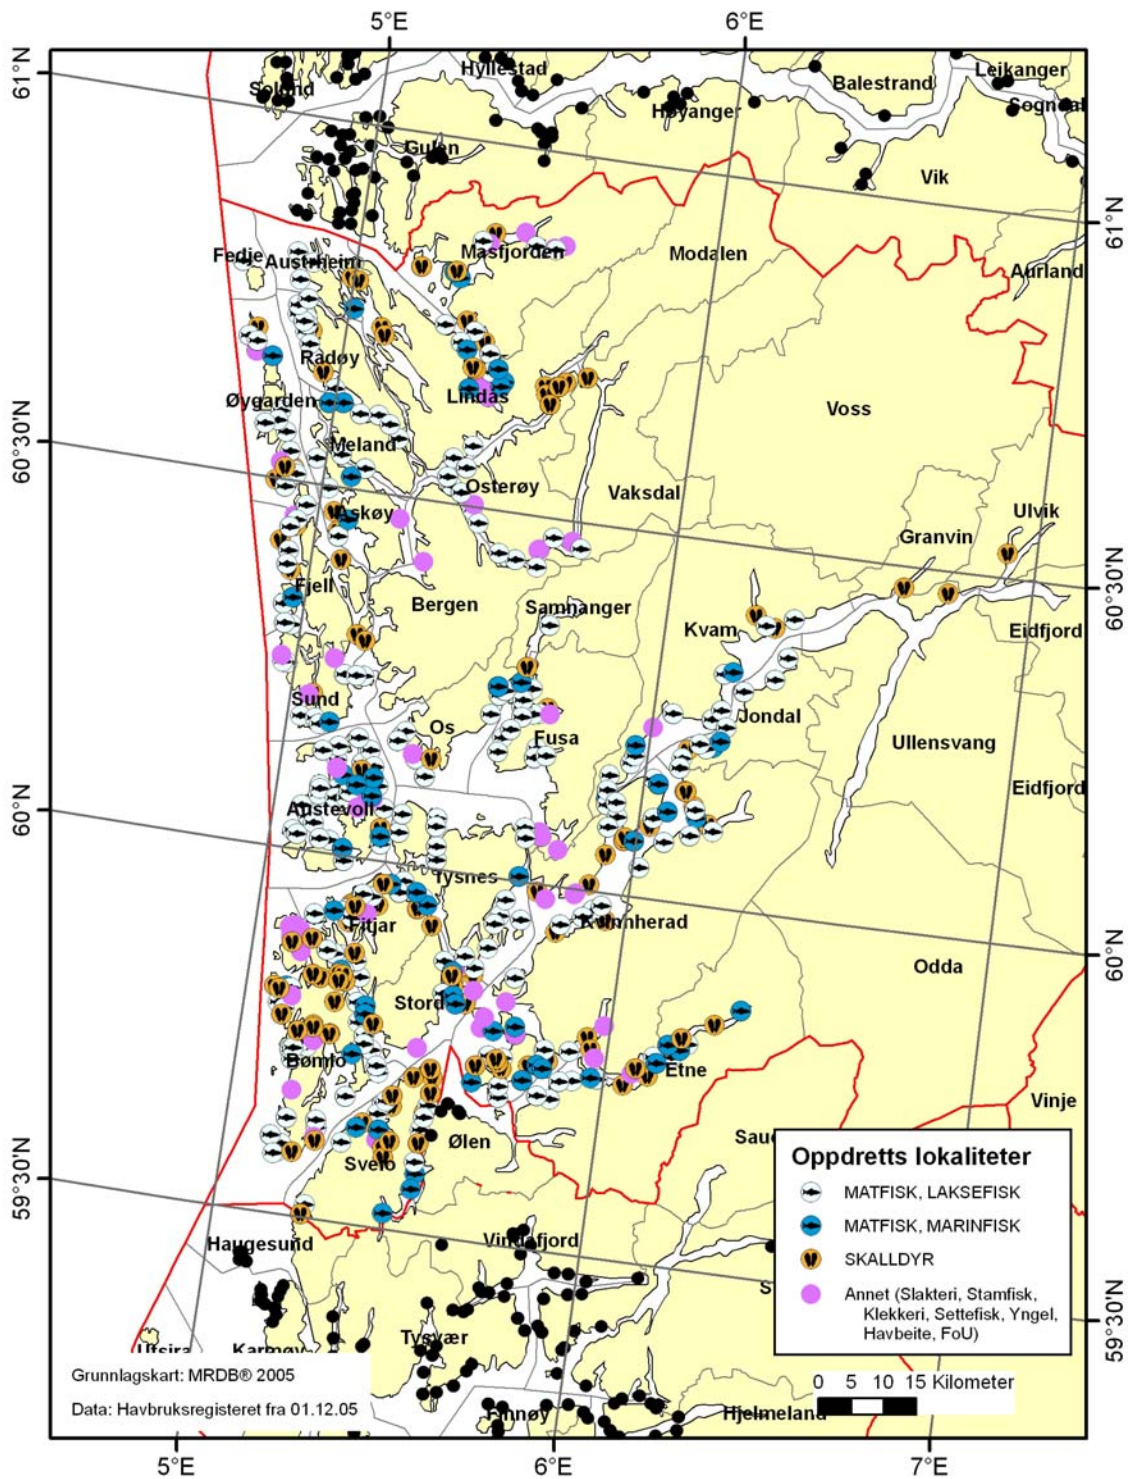 5°E
6°E
61°N
Hyllestad
Leikanger
Balestrand
Solund
Høyanger
Gulen
Vik
61°N
Masfjorden
Modalen
Fedje
Austrheim
Aurland
Radøy
Øygarden
Lindås
Voss
60°30'N
Meland
Osterøy
Vaksdal
Askøy
Ulvik
Granvin
Fjell
Bergen
Samnanger
60°30'N
Kvam
Eidfjord
Sund
Os
Jondal
Fusa
Ullensvang
Eidfjord
60°N
Austevoll
Tysnes
Fitjar
Kvinnherad
60°N
Odda
Stord
Bømlo
Etne
Vinje
Ølen
Sveio
59°30'N
Oppdretts lokaliteter
MATFISK, LAKSEFISK
MATFISK, MARINFISK
SKALLDYR
Annet (Slakteri, Stamfisk,
Klekkeri, Settefisk, Yngel,
Havbeite, FoU)
Haugesund
Vindafjord
59°30'N
Utsira
Karmøy
Tysvær
Grunnlagskart: MRDB® 2005
0 5 10 15 Kilometer
Data: Havbruksregisteret fra 01.12.05
Finnøy
Hjelmeland
5°E
6°E
7°E